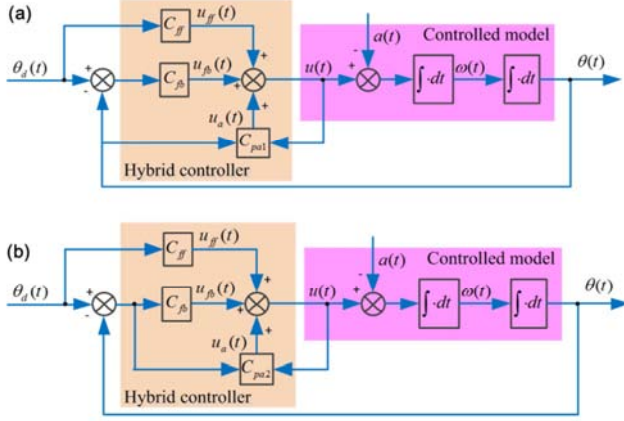 (a)
C_ff
u_ff(t)
a(t)
Controlled model
θ_d(t)
+
-
C_fb
u_fb(t)
+
+
+
u(t)
-
+
∫·dt
ω(t)
∫·dt
θ(t)
u_a(t)
C_pa1
Hybrid controller
(b)
C_ff
u_ff(t)
a(t)
Controlled model
θ_d(t)
+
-
C_fb
u_fb(t)
+
+
+
u(t)
-
+
∫·dt
ω(t)
∫·dt
θ(t)
u_a(t)
C_pa2
Hybrid controller